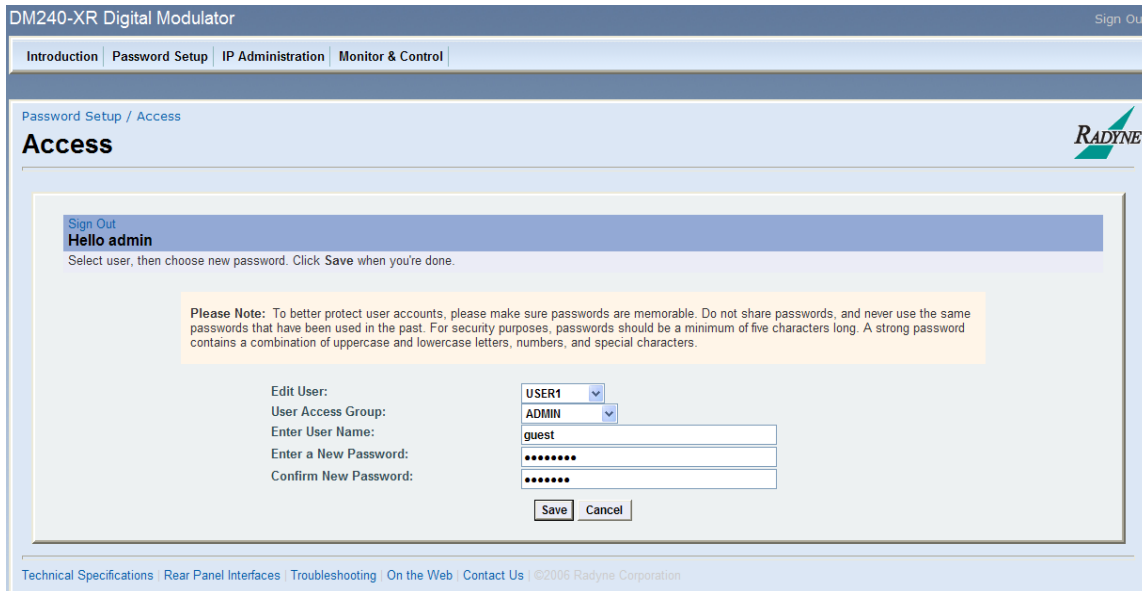 DM240-XR Digital Modulator
Sign Ou
Introduction Password Setup IP Administration Monitor & Control
Password Setup / Access
Access
RADYNE
Sign Out
Hello admin
Select user, then choose new password. Click Save when you're done.
Please Note: To better protect user accounts, please make sure passwords are memorable. Do not share passwords, and never use the same
passwords that have been used in the past. For security purposes, passwords should be a minimum of five characters long. A strong password
contains a combination of uppercase and lowercase letters, numbers, and special characters.
Edit User: USER1
User Access Group: ADMIN
Enter User Name: guest
Enter a New Password: ••••••••
Confirm New Password: •••••••
Save Cancel
Technical Specifications | Rear Panel Interfaces | Troubleshooting | On the Web | Contact Us | ©2006 Radyne Corporation